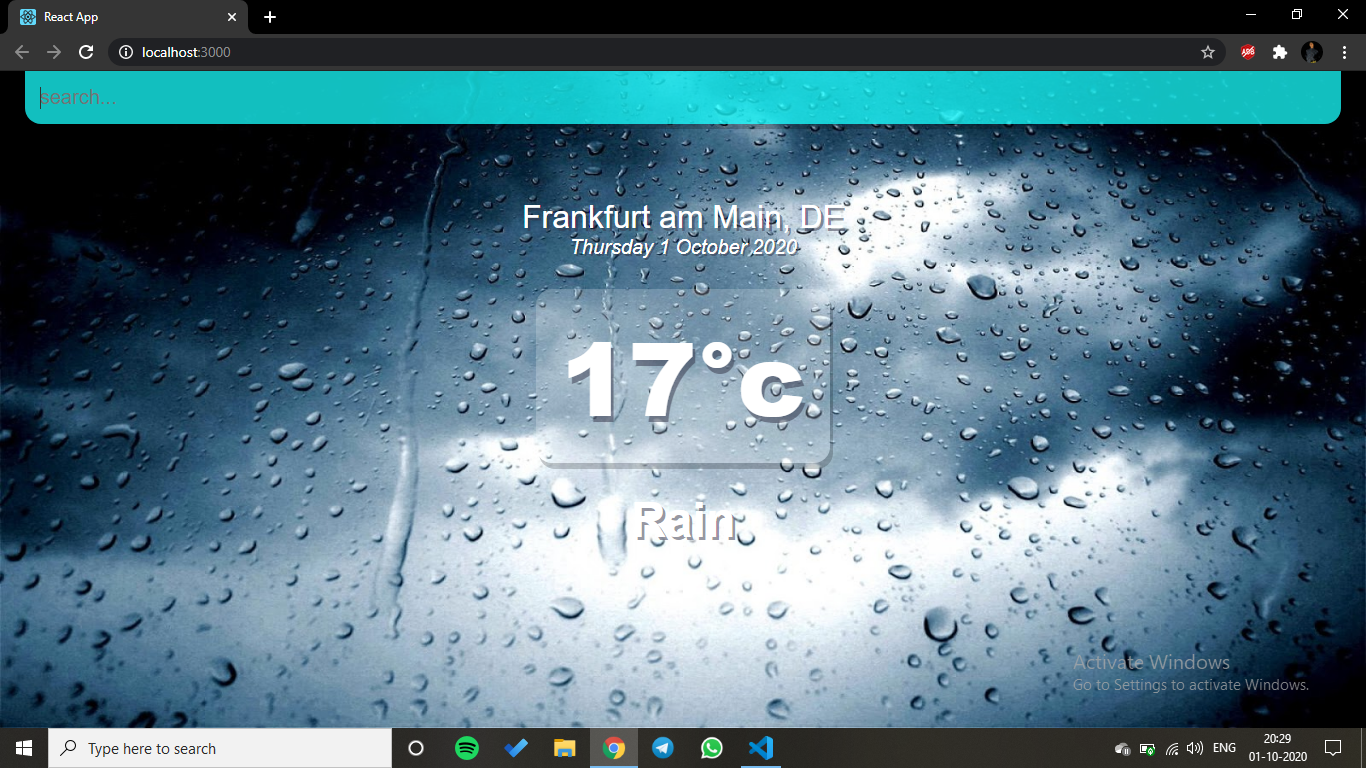 React App
localhost:3000
ABP
search...
Frankfurt am Main, DE
Thursday 1 October 2020
17°c
Rain
Activate Windows
Go to Settings to activate Windows.
Type here to search
ENG
20:29
01-10-2020